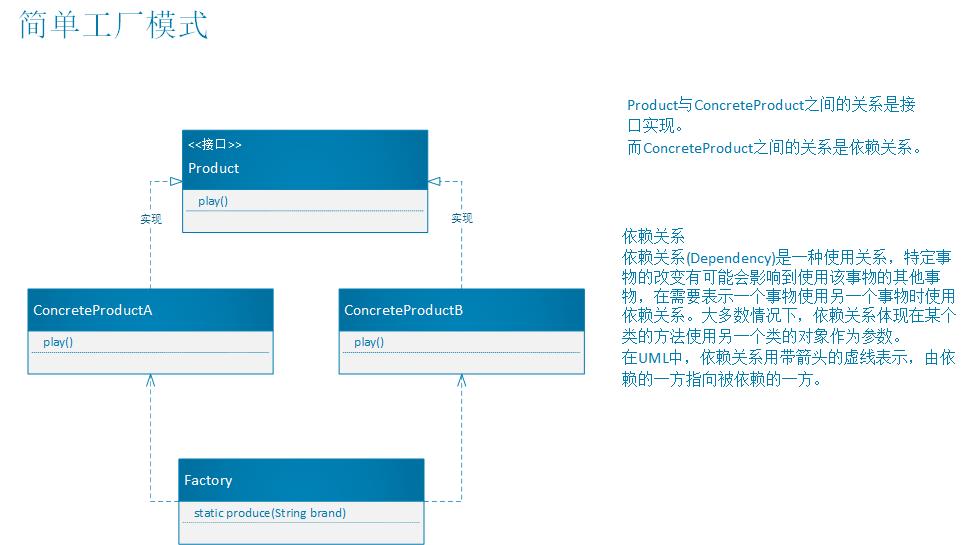 简单工厂模式
Product与ConcreteProduct之间的关系是接
口实现。
而ConcreteProduct之间的关系是依赖关系。
<<接口>>
Product
play()
实现
实现
依赖关系
依赖关系(Dependency)是一种使用关系，特定事
物的改变有可能会影响到使用该事物的其他事
物，在需要表示一个事物使用另一个事物时使用
依赖关系。大多数情况下，依赖关系体现在某个
类的方法使用另一个类的对象作为参数。
在UML中，依赖关系用带箭头的虚线表示，由依
赖的一方指向被依赖的一方。
ConcreteProductA
play()
ConcreteProductB
play()
Factory
static produce(String brand)